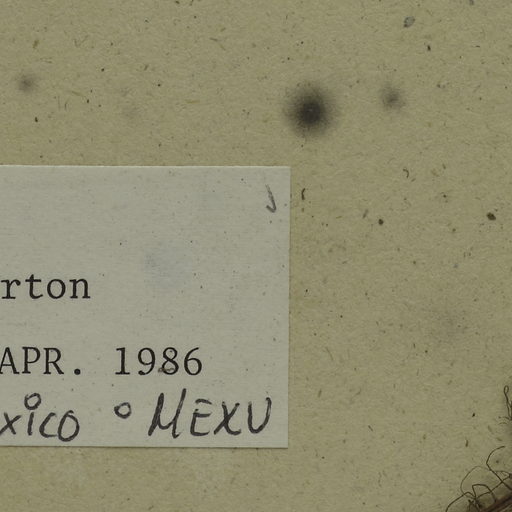 rton
APR. 1986
xico ° MEXU